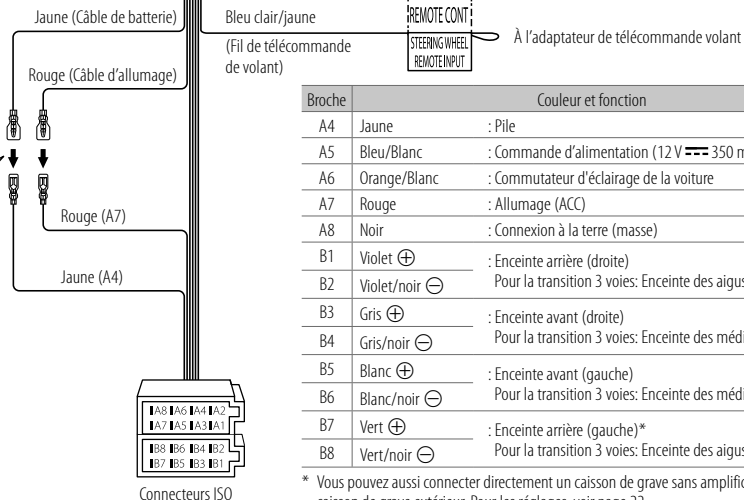 Jaune (Câble de batterie)
Rouge (Câble d'allumage)
Bleu clair/jaune
(Fil de télécommande
de volant)
REMOTE CONT
STEERING WHEEL
REMOTE INPUT
À l'adaptateur de télécommande volant
Rouge (A7)
Jaune (A4)
A8 A6 A4 A2
A7 A5 A3 A1
B8 B6 B4 B2
B7 B5 B3 B1
Connecteurs ISO
Broche Couleur et fonction
A4 Jaune : Pile
A5 Bleu/Blanc : Commande d'alimentation (12 V 350
A6 Orange/Blanc : Commutateur d'éclairage de la voiture
A7 Rouge : Allumage (ACC)
A8 Noir : Connexion à la terre (masse)
B1 Violet ⊕ : Enceinte arrière (droite)
B2 Violet/noir ⊖ Pour la transition 3 voies: Enceinte des
B3 Gris ⊕ : Enceinte avant (droite)
B4 Gris/noir ⊖ Pour la transition 3 voies: Enceinte des
B5 Blanc ⊕ : Enceinte avant (gauche)
B6 Blanc/noir ⊖ Pour la transition 3 voies: Enceinte des
B7 Vert ⊕ : Enceinte arrière (gauche)*
B8 Vert/noir ⊖ Pour la transition 3 voies: Enceinte des
* Vous pouvez aussi connecter directement un caisson de grave sans